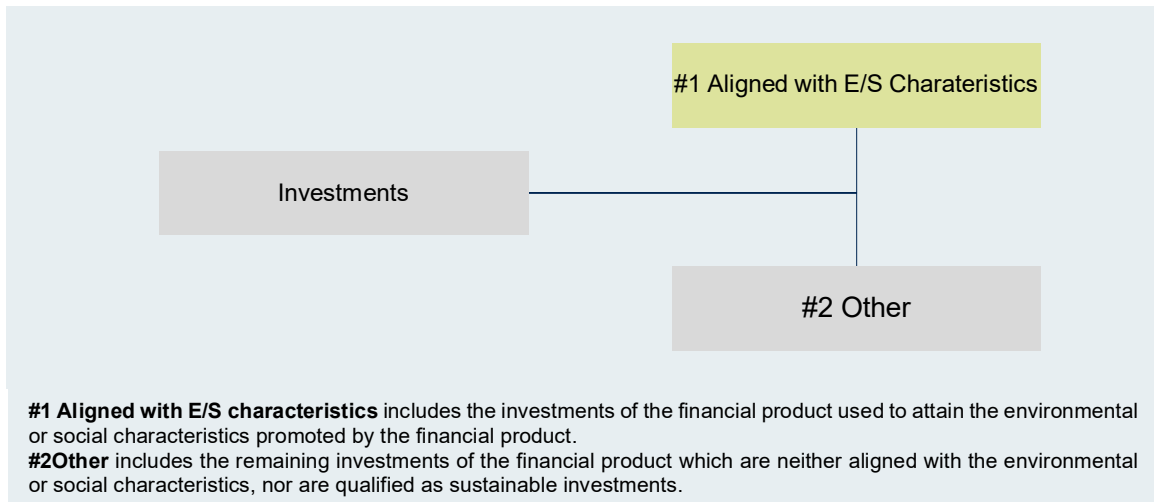 #1 Aligned with E/S Charateristics
Investments
#2 Other
#1 Aligned with E/S characteristics includes the investments of the financial product used to attain the environmental
or social characteristics promoted by the financial product.
#2Other includes the remaining investments of the financial product which are neither aligned with the environmental
or social characteristics, nor are qualified as sustainable investments.